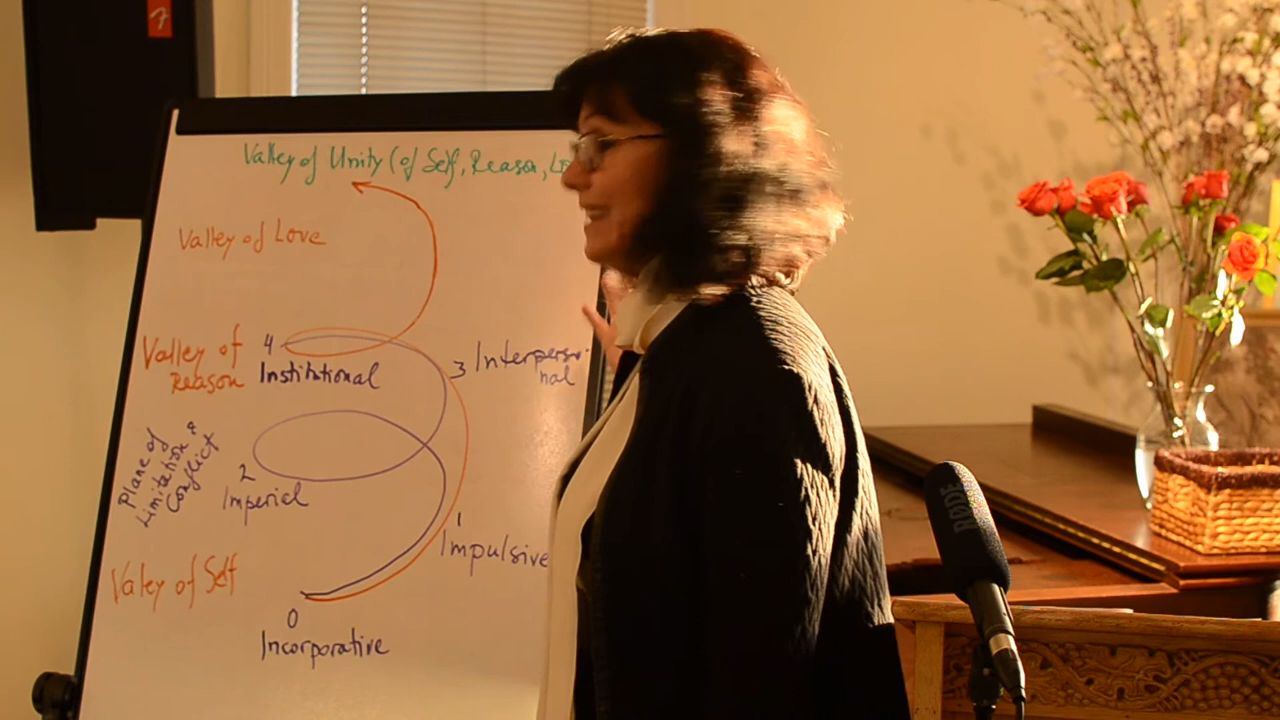 Valley of Unity (of Self, Reason,
Valley of Love
Valley of
Reason
4
Institutional
3 Interperso-
nal
Plane of
Limitation &
Conflict
2
Imperial
1
Impulsive
Valey of Self
0
Incorporative
RØDE